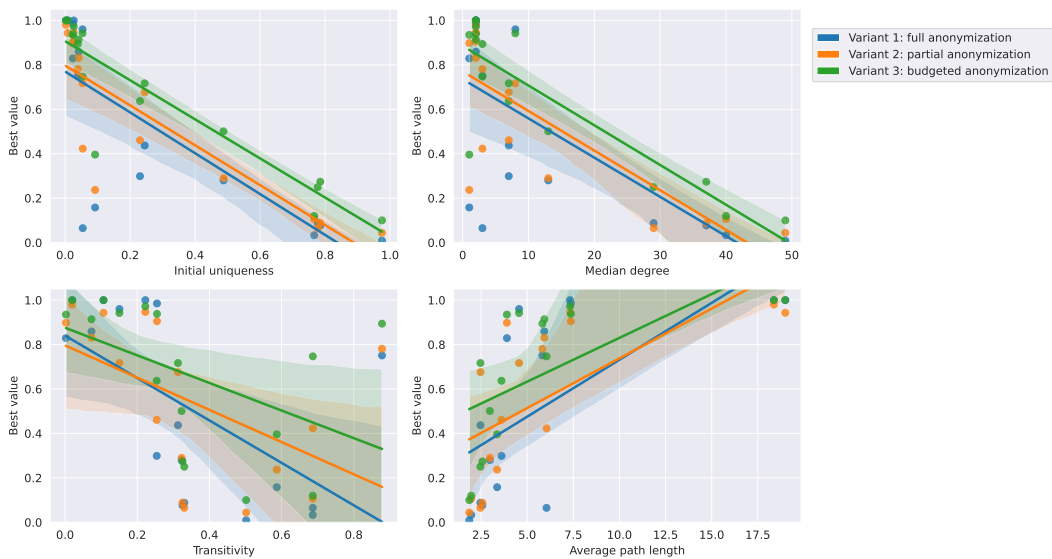 Best value
1.0
0.8
0.6
0.4
0.2
0.0
0.0 0.2 0.4 0.6 0.8 1.0
Initial uniqueness
Best value
1.0
0.8
0.6
0.4
0.2
0.0
0 10 20 30 40 50
Median degree
Variant 1: full anonymization
Variant 2: partial anonymization
Variant 3: budgeted anonymization
Best value
1.0
0.8
0.6
0.4
0.2
0.0
0.0 0.2 0.4 0.6 0.8
Transitivity
Best value
1.0
0.8
0.6
0.4
0.2
0.0
2.5 5.0 7.5 10.0 12.5 15.0 17.5
Average path length